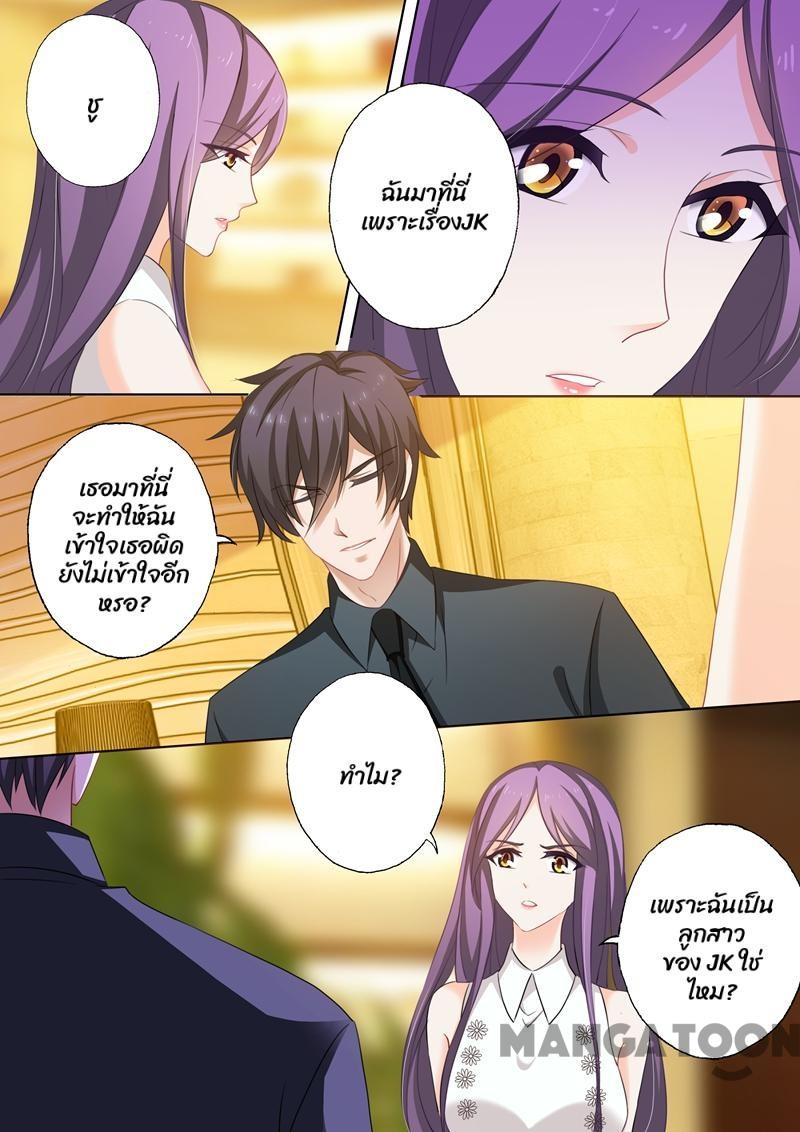 ชู
ฉันมาที่นี่
เพราะเรื่องJK
เธอมาที่นี่
จะทำให้ฉัน
เข้าใจเธอผิด
ยังไม่เข้าใจอีก
หรอ?
ทำไม?
เพราะฉันเป็น
ลูกสาว
ของ JK ใช่
ไหม?
MANGATOON